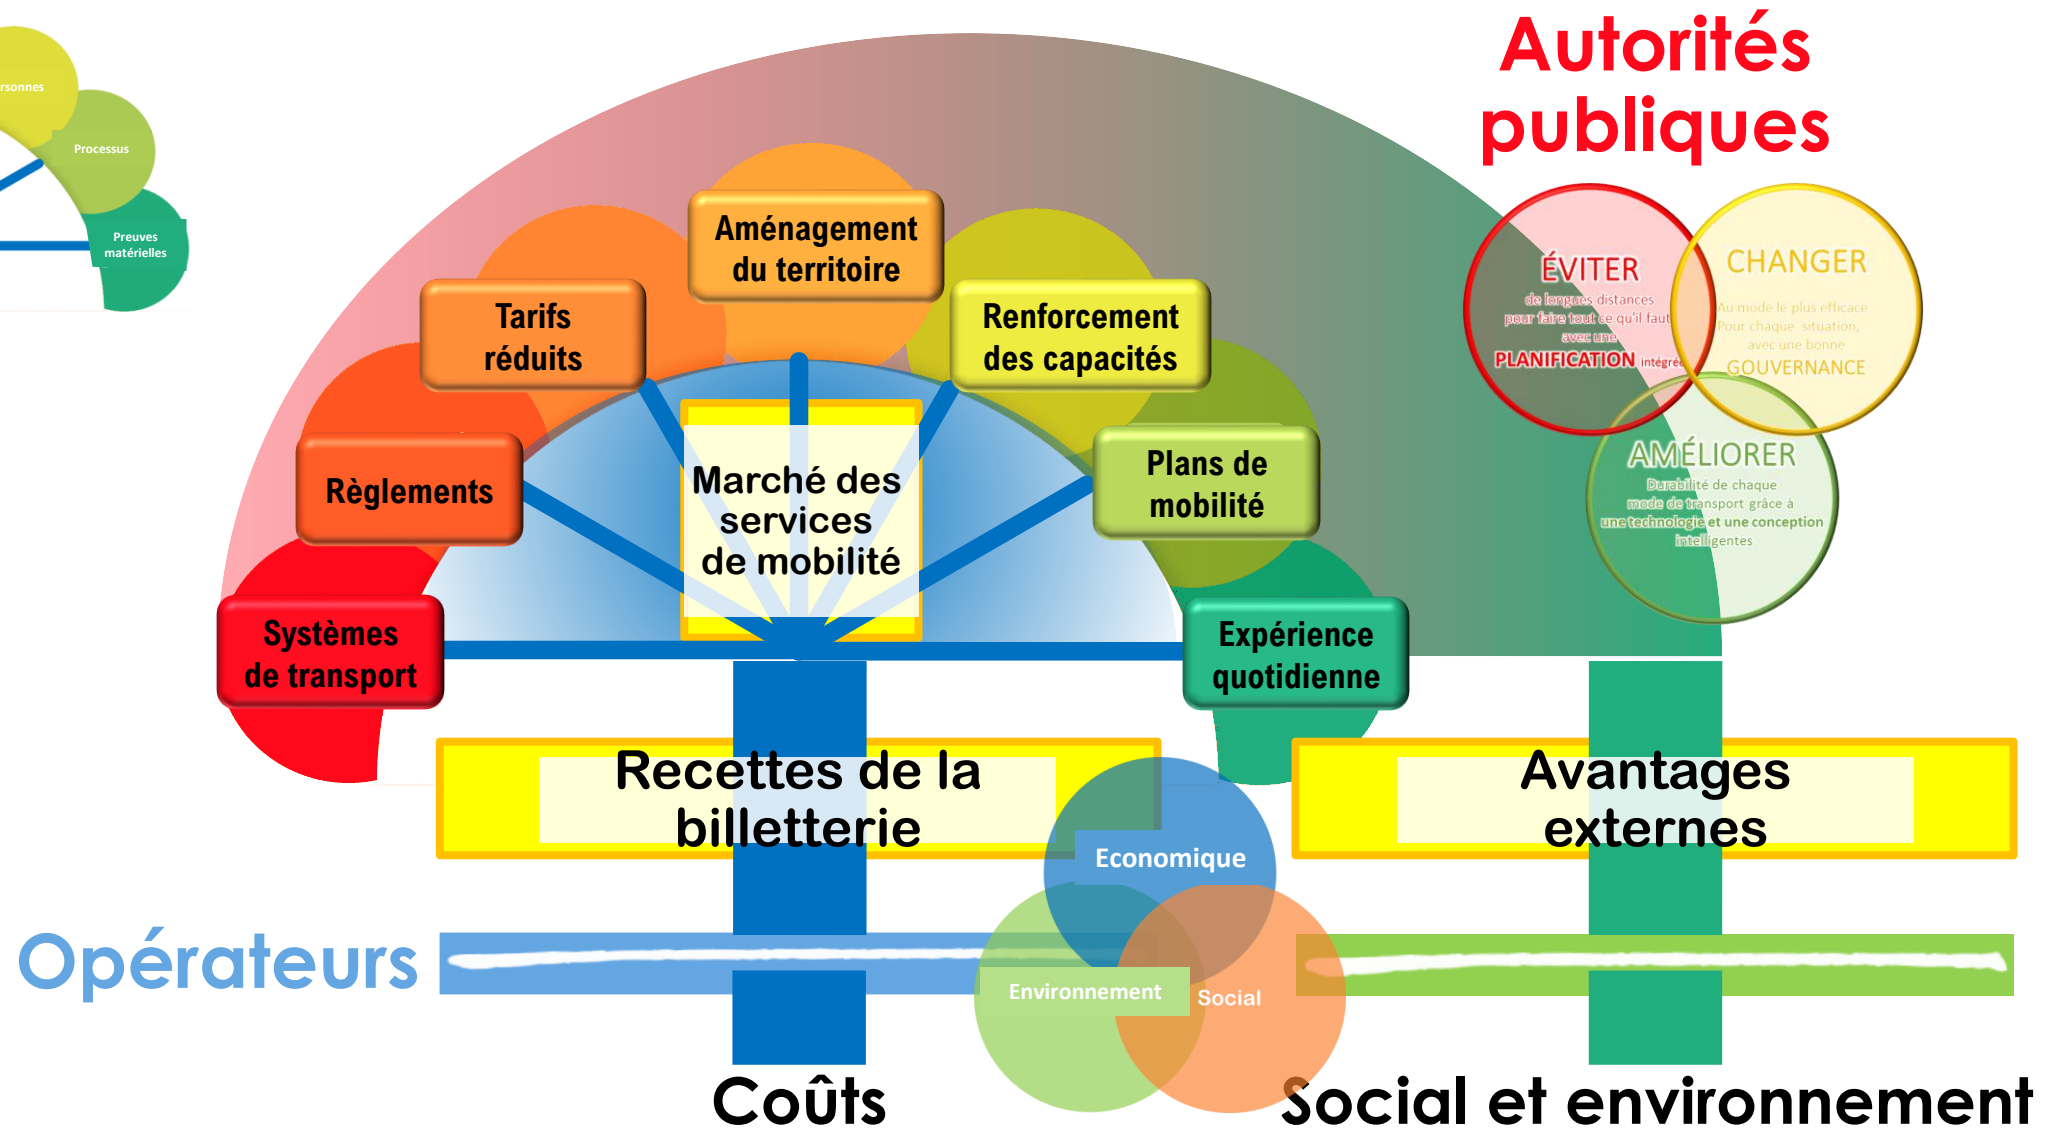 Autorités
publiques
rsonnes
Processus
Preuves
matérielles
Aménagement
du territoire
Tarifs
réduits
Renforcement
des capacités
Règlements
Plans de
mobilité
Systèmes
de transport
Expérience
quotidienne
Marché des
services
de mobilité
ÉVITER
de longues distances
pour faire tout ce qu'il faut
avec une
PLANIFICATION intégrée
CHANGER
Au mode le plus efficace
Pour chaque situation,
avec une bonne
GOUVERNANCE
AMÉLIORER
Durabilité de chaque
mode de transport grâce à
une technologie et une conception
intelligentes
Recettes de la
billetterie
Avantages
externes
Economique
Environnement
Social
Opérateurs
Coûts
Social et environnement